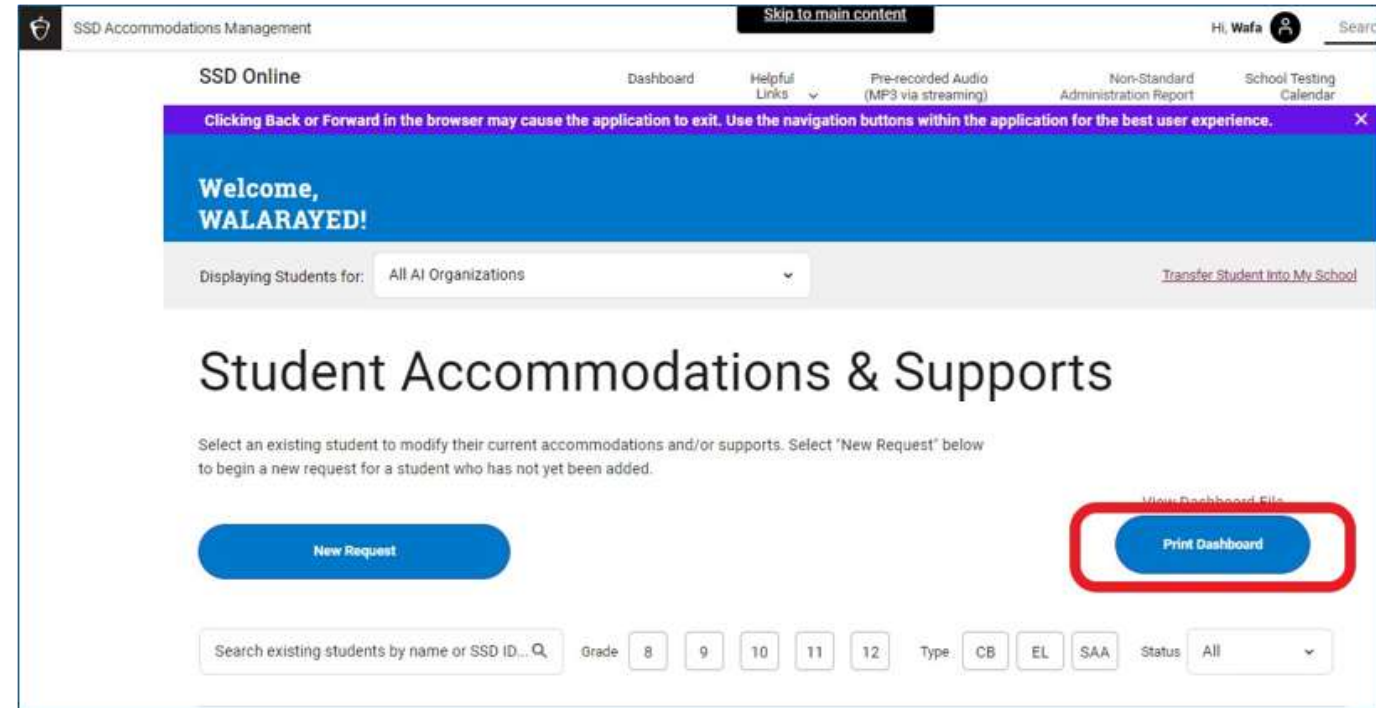 Skip to main content
SSD Accommodations Management
Hi, Wafa
Searc
SSD Online
Dashboard
Helpful
Links
Pre-recorded Audio
(MP3 via streaming)
Non-Standard
Administration Report
School Testing
Calendar
Clicking Back or Forward in the browser may cause the application to exit. Use the navigation buttons within the application for the best user experience.
Welcome,
WALARAYED!
Displaying Students for:
All AI Organizations
Transfer Student Into My School
Student Accommodations & Supports
Select an existing student to modify their current accommodations and/or supports. Select "New Request" below
to begin a new request for a student who has not yet been added.
View Dashboard File
New Request
Print Dashboard
Search existing students by name or SSD ID...
Grade 8 9 10 11 12 Type CB EL SAA Status All